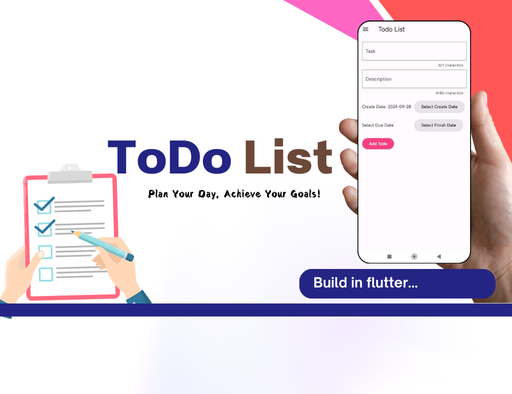 Todo List
Task
0/7 characters
Description
0/60 characters
Create Date: 2024-09-28
Select Create Date
Select Due Date
Select Finish Date
Add Todo
ToDo List
Plan Your Day, Achieve Your Goals!
Build in flutter...